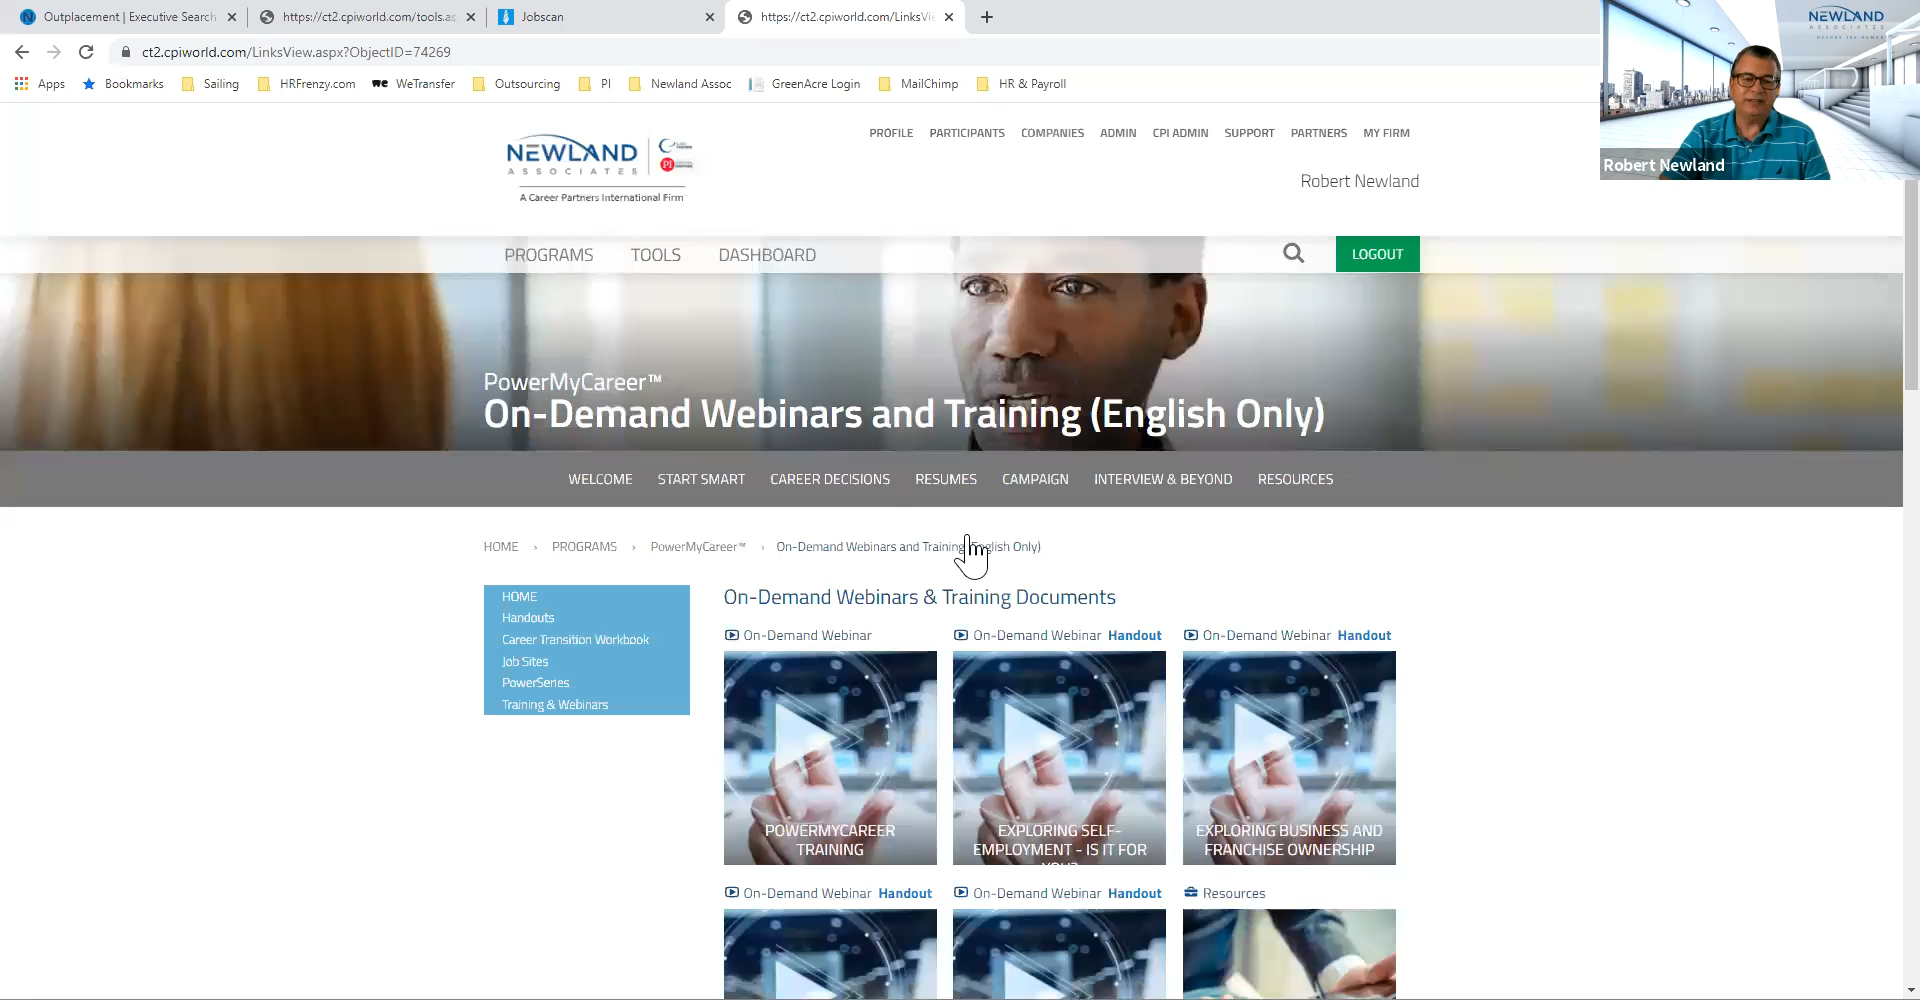 Outplacement | Executive Search
https://ct2.cpiworld.com/tools.as
Jobscan
https://ct2.cpiworld.com/LinksVie
ct2.cpiworld.com/LinksView.aspx?ObjectID=74269
Apps Bookmarks Sailing HRFrenzy.com WeTransfer Outsourcing PI Newland Assoc GreenAcre Login MailChimp HR & Payroll
NEWLAND
ASSOCIATES
Robert Newland
NEWLAND
ASSOCIATES
PI
A Career Partners International Firm
PROFILE PARTICIPANTS COMPANIES ADMIN CPI ADMIN SUPPORT PARTNERS MY FIRM
Robert Newland
PROGRAMS TOOLS DASHBOARD
LOGOUT
PowerMyCareer™
On-Demand Webinars and Training (English Only)
WELCOME START SMART CAREER DECISIONS RESUMES CAMPAIGN INTERVIEW & BEYOND RESOURCES
HOME › PROGRAMS › PowerMyCareer™ › On-Demand Webinars and Training (English Only)
HOME
Handouts
Career Transition Workbook
Job Sites
PowerSeries
Training & Webinars
On-Demand Webinars & Training Documents
On-Demand Webinar
On-Demand Webinar Handout
On-Demand Webinar Handout
POWERMYCAREER
TRAINING
EXPLORING SELF-
EMPLOYMENT - IS IT FOR
YOU?
EXPLORING BUSINESS AND
FRANCHISE OWNERSHIP
On-Demand Webinar Handout
On-Demand Webinar Handout
Resources